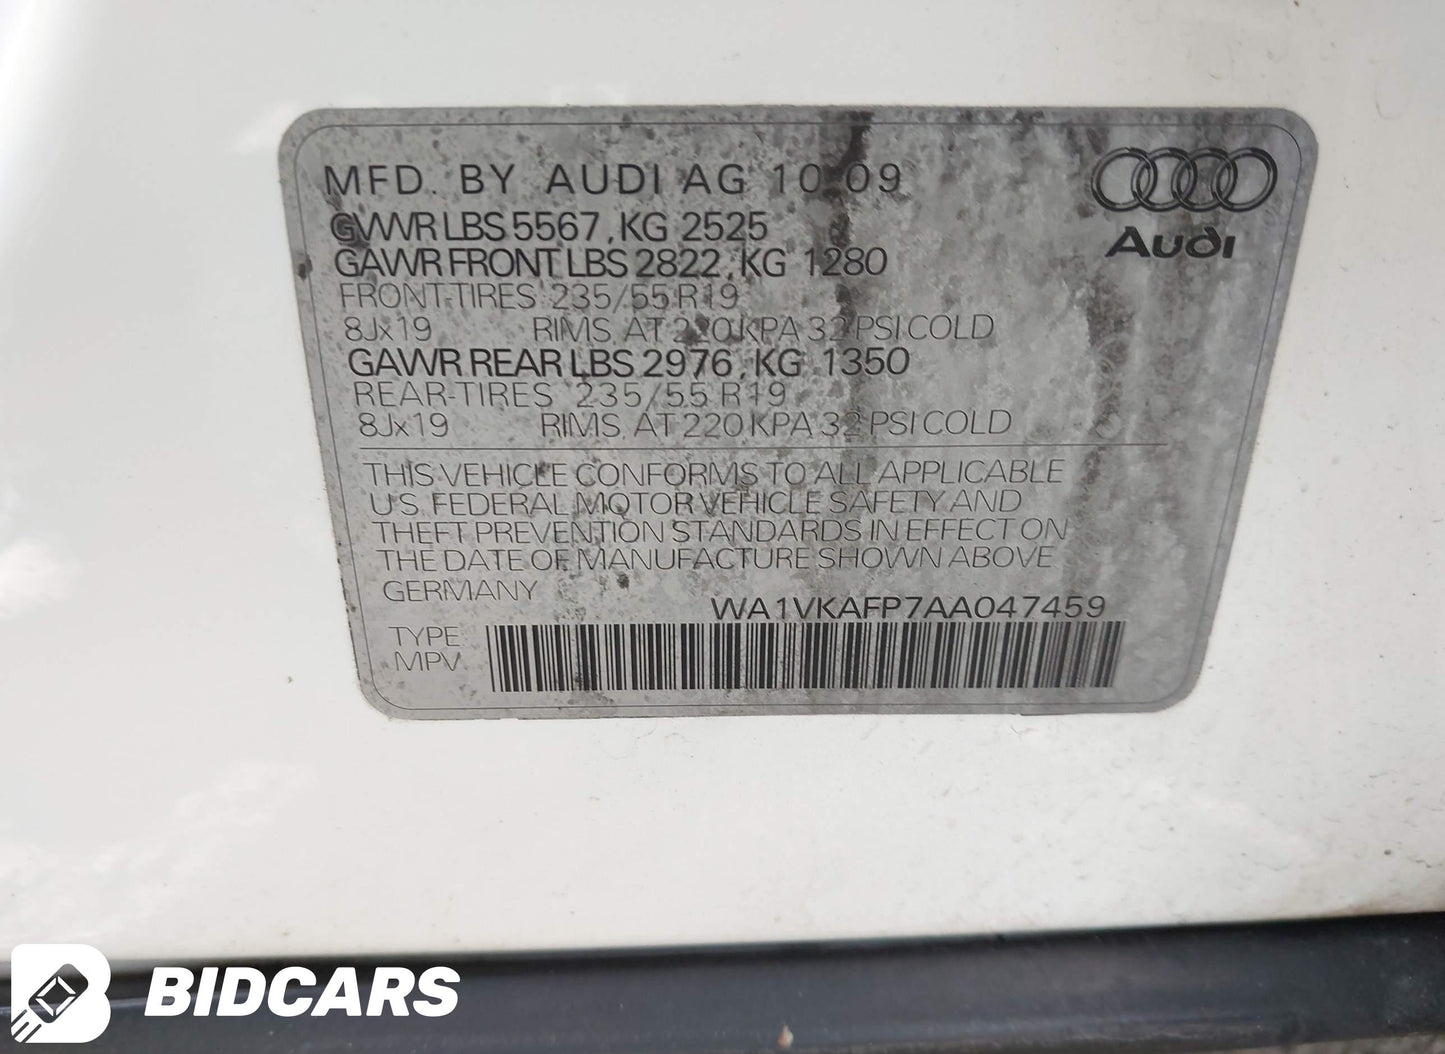 MFD. BY AUDI AG 10 09
Audi
GVWR LBS 5567, KG 2525
GAWR FRONT LBS 2822, KG 1280
FRONT-TIRES 235/55 R19
8Jx19 RIMS AT 220 KPA 32 PSI COLD
GAWR REAR LBS 2976, KG 1350
REAR-TIRES 235/55 R19
8Jx19 RIMS AT 220 KPA 32 PSI COLD
THIS VEHICLE CONFORMS TO ALL APPLICABLE
U.S. FEDERAL MOTOR VEHICLE SAFETY AND
THEFT PREVENTION STANDARDS IN EFFECT ON
THE DATE OF MANUFACTURE SHOWN ABOVE
GERMANY
WA1VKAFP7AA047459
TYPE
MPV
BIDCARS